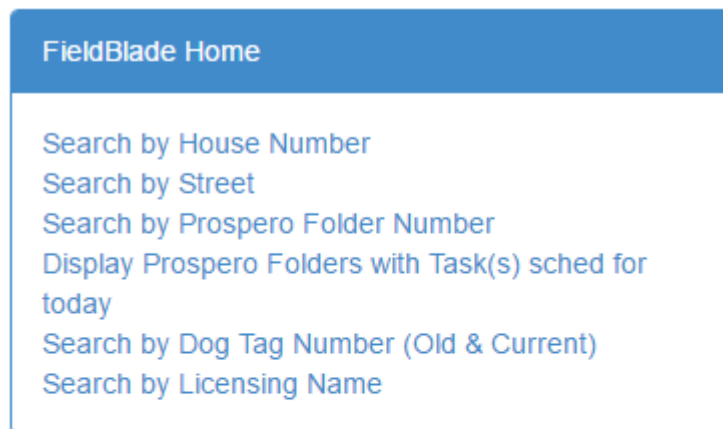 FieldBlade Home
Search by House Number
Search by Street
Search by Prospero Folder Number
Display Prospero Folders with Task(s) sched for
today
Search by Dog Tag Number (Old & Current)
Search by Licensing Name